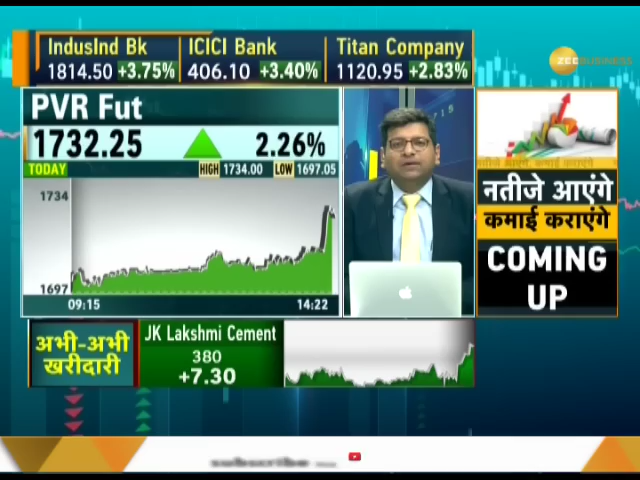 IndusInd Bk
1814.50 +3.75%
ICICI Bank
406.10 +3.40%
Titan Company
1120.95 +2.83%
ZEE BUSINESS
PVR Fut
1732.25 2.26%
TODAY HIGH 1734.00 LOW 1697.05
1734
1697
09:15 14:22
नतीजे आएंगे
कमाई कराएंगे
COMING
UP
अभी-अभी
खरीदारी
JK Lakshmi Cement
380
+7.30